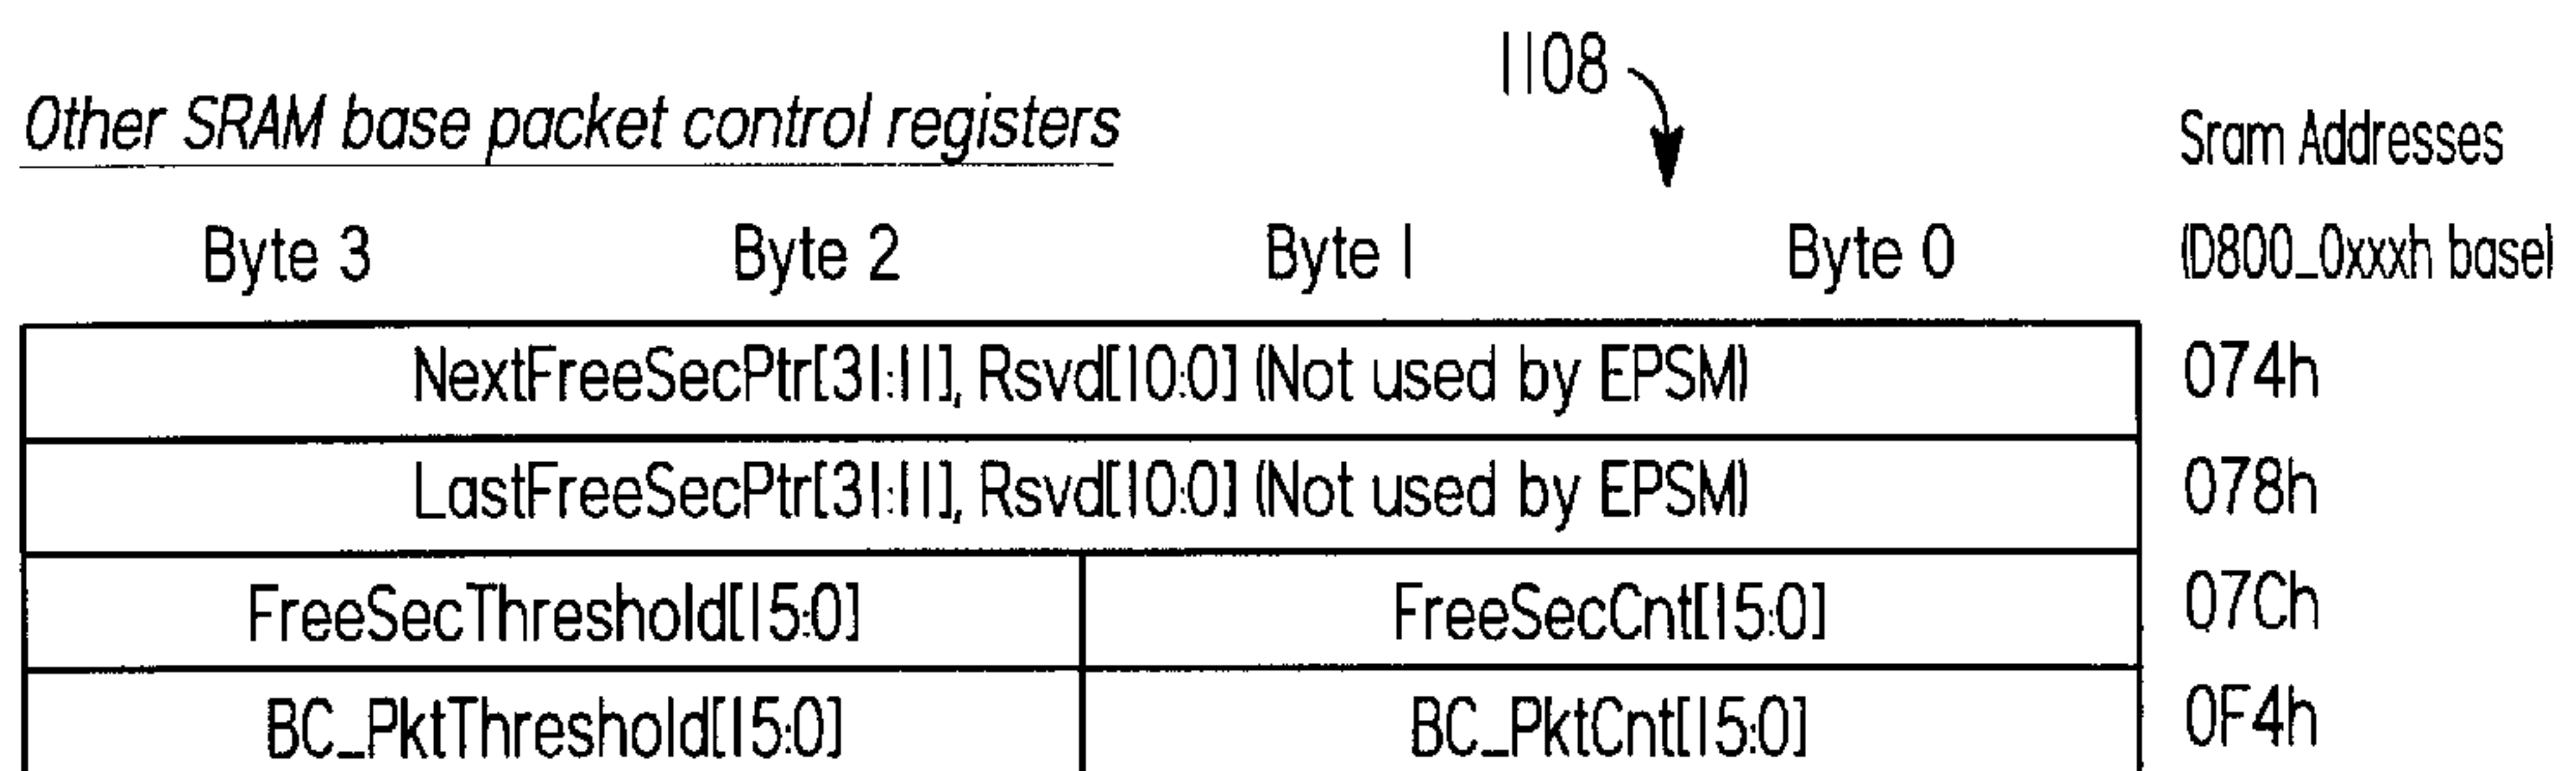 1108
Other SRAM base packet control registers
Sram Addresses
Byte 3 Byte 2 Byte 1 Byte 0 (D800_0xxxh base)
NextFreeSecPtr[31:11], Rsvd[10:0] (Not used by EPSM) 074h
LastFreeSecPtr[31:11], Rsvd[10:0] (Not used by EPSM) 078h
FreeSecThreshold[15:0] FreeSecCnt[15:0] 07Ch
BC_PktThreshold[15:0] BC_PktCnt[15:0] 0F4h